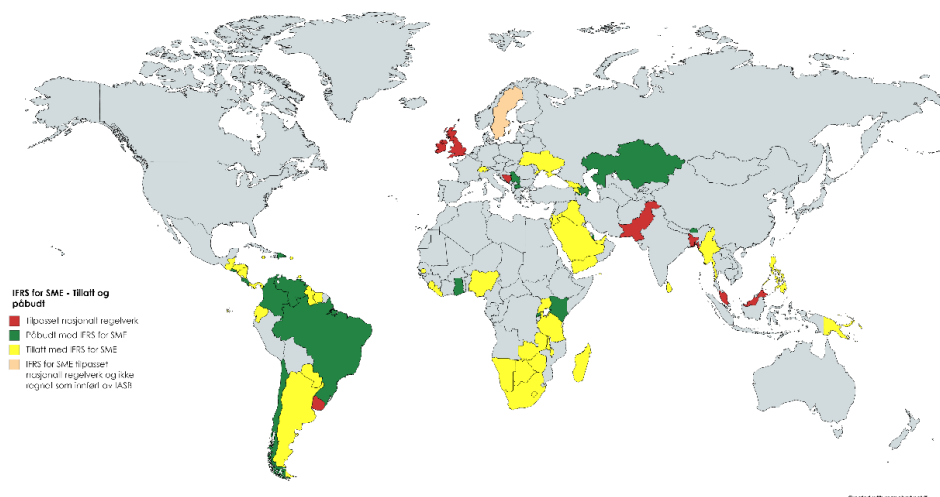 IFRS for SME - Tillatt og
påbudt
Tilpasset nasjonalt regelverk
Påbudt med IFRS for SME
Tillatt med IFRS for SME
IFRS for SME tilpasset
nasjonalt regelverk og ikke
regnet som innført av IASB